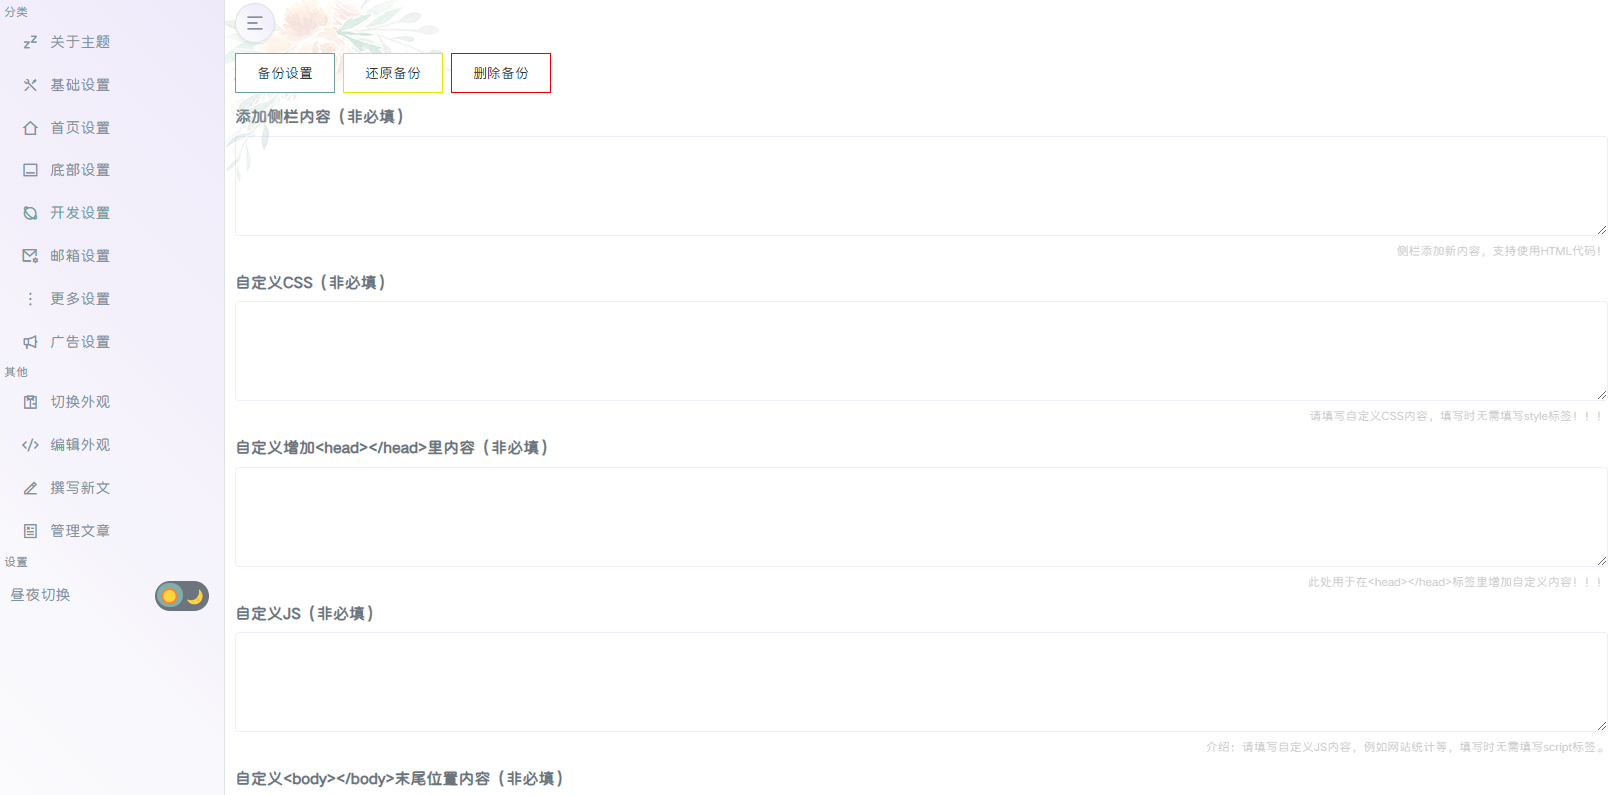 分类
关于主题
基础设置
首页设置
底部设置
开发设置
邮箱设置
更多设置
广告设置
其他
切换外观
编辑外观
撰写新文
管理文章
设置
昼夜切换
备份设置 还原备份 删除备份
添加侧栏内容（非必填）
侧栏添加新内容，支持使用HTML代码！
自定义CSS（非必填）
请填写自定义CSS内容，填写时无需填写style标签！！！
自定义增加<head></head>里内容（非必填）
此处用于在<head></head>标签里增加自定义内容！！！
自定义JS（非必填）
介绍：请填写自定义JS内容，例如网站统计等，填写时无需填写script标签。
自定义<body></body>末尾位置内容（非必填）